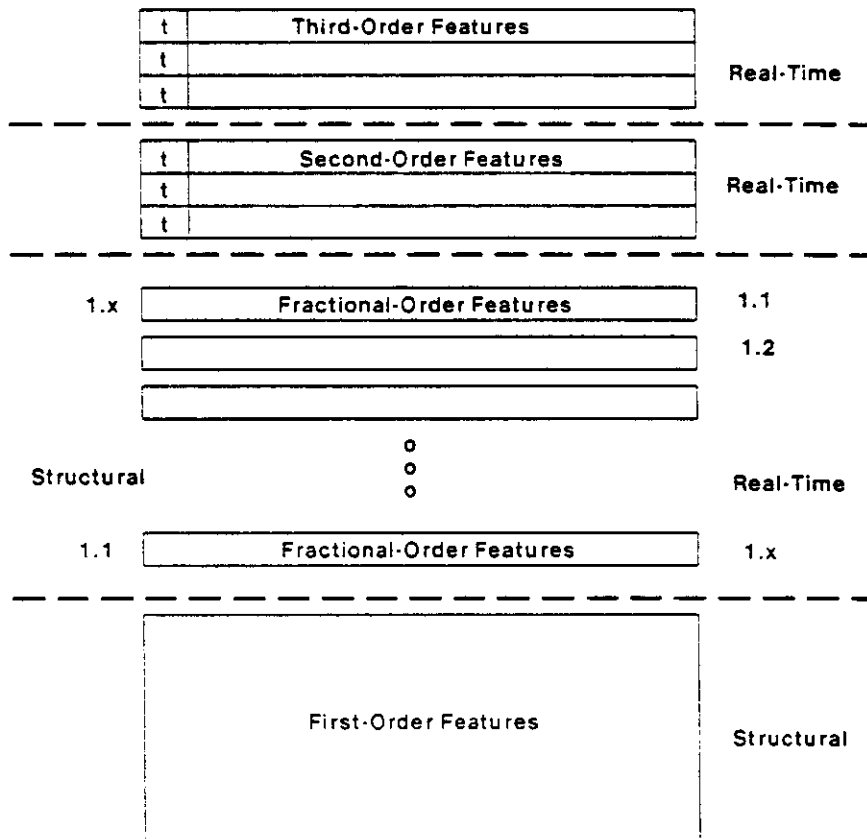 t Third-Order Features
t
Real-Time
t
t Second-Order Features
t Real-Time
t
1.x Fractional-Order Features 1.1
1.2
o
o
Structural Real-Time
o
1.1 Fractional-Order Features 1.x
First-Order Features
Structural